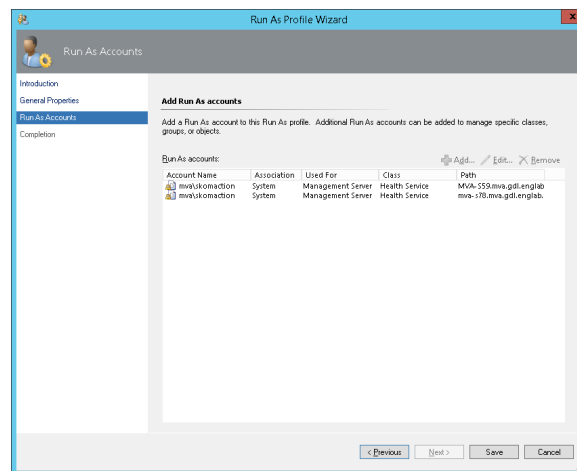 Run As Profile Wizard
x
Run As Accounts
Introduction
General Properties
Run As Accounts
Completion
Add Run As accounts
Add a Run As account to this Run As profile. Additional Run As accounts can be added to manage specific classes,
groups, or objects.
Run As accounts:
Add... Edit... Remove
Account Name Association Used For Class Path
mva\skomaction System Management Server Health Service MVA-S59.mva.gdl.englab
mva\skomaction System Management Server Health Service mva-s78.mva.gdl.englab.
< Previous Next > Save Cancel